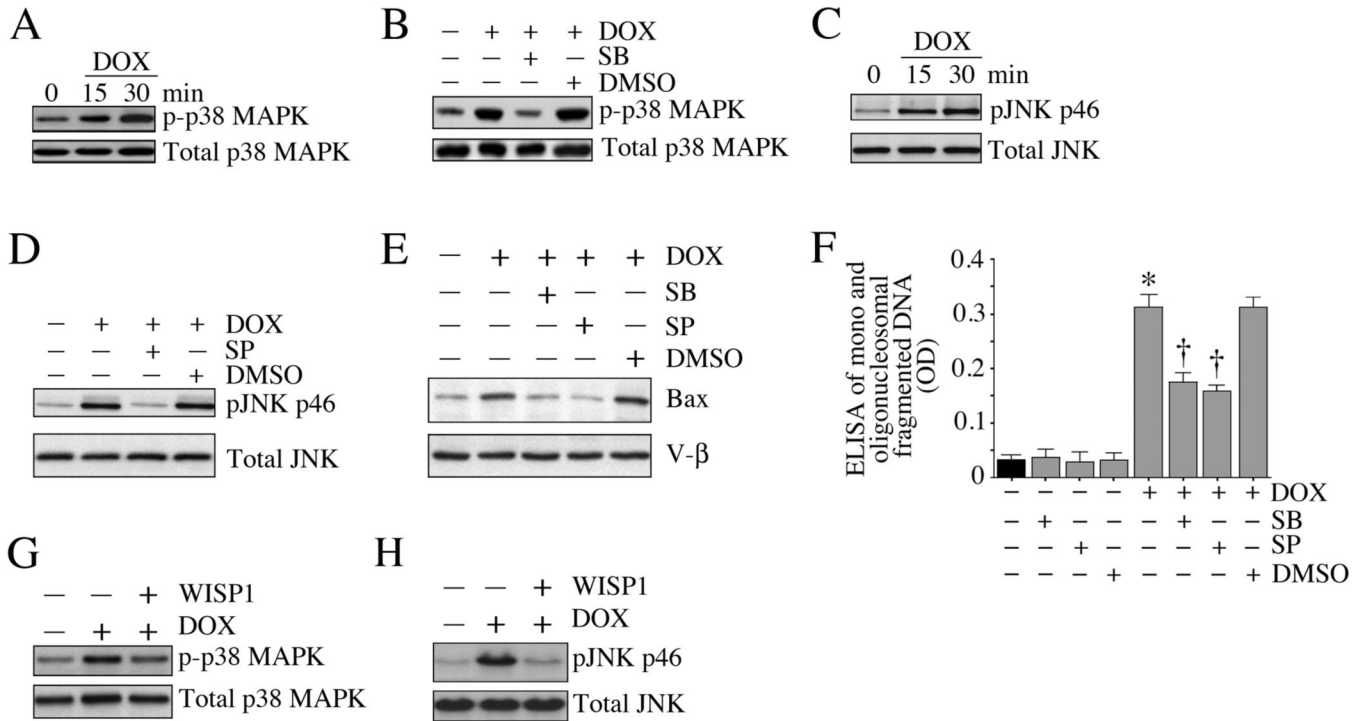 A
DOX
0 15 30 min
p-p38 MAPK
Total p38 MAPK
B
– + + + DOX
– – + – SB
– – – + DMSO
p-p38 MAPK
Total p38 MAPK
C
DOX
0 15 30 min
pJNK p46
Total JNK
D
– + + + DOX
– – + – SP
– – – + DMSO
pJNK p46
Total JNK
E
– + + + + DOX
– – + – – SB
– – – + – SP
– – – – + DMSO
Bax
V-β
F
ELISA of mono and
oligonucleosomal
fragmented DNA
(OD)
0.4
0.3
0.2
0.1
0
* † †
– – – – + + + + DOX
– + – – – + – – SB
– – + – – – + – SP
– – – + – – – + DMSO
G
– – + WISP1
– + + DOX
p-p38 MAPK
Total p38 MAPK
H
– – + WISP1
– + + DOX
pJNK p46
Total JNK